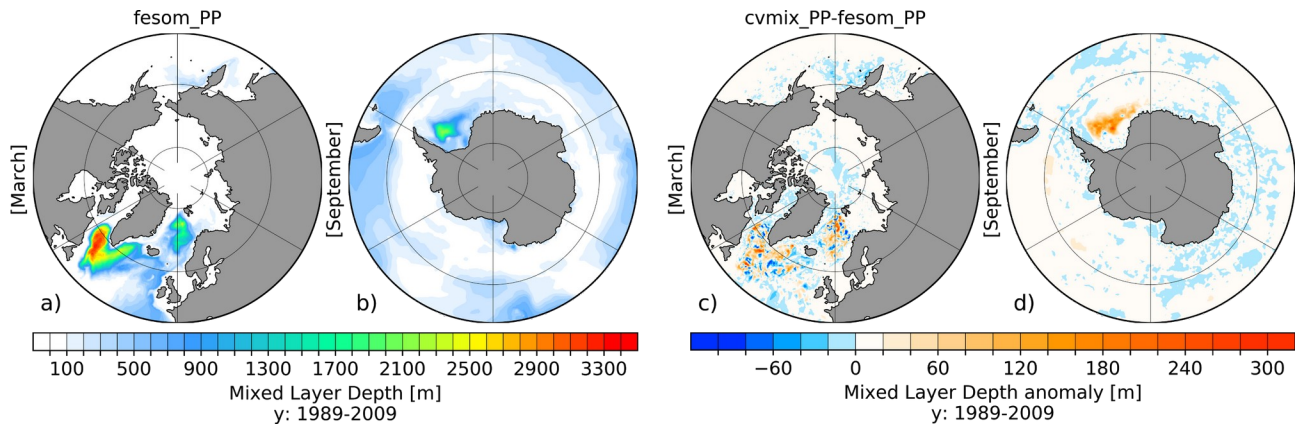 fesom_PP
cvmix_PP-fesom_PP
[March]
[September]
[March]
[September]
a)
b)
c)
d)
100 500 900 1300 1700 2100 2500 2900 3300
−60 0 60 120 180 240 300
Mixed Layer Depth [m]
y: 1989-2009
Mixed Layer Depth anomaly [m]
y: 1989-2009